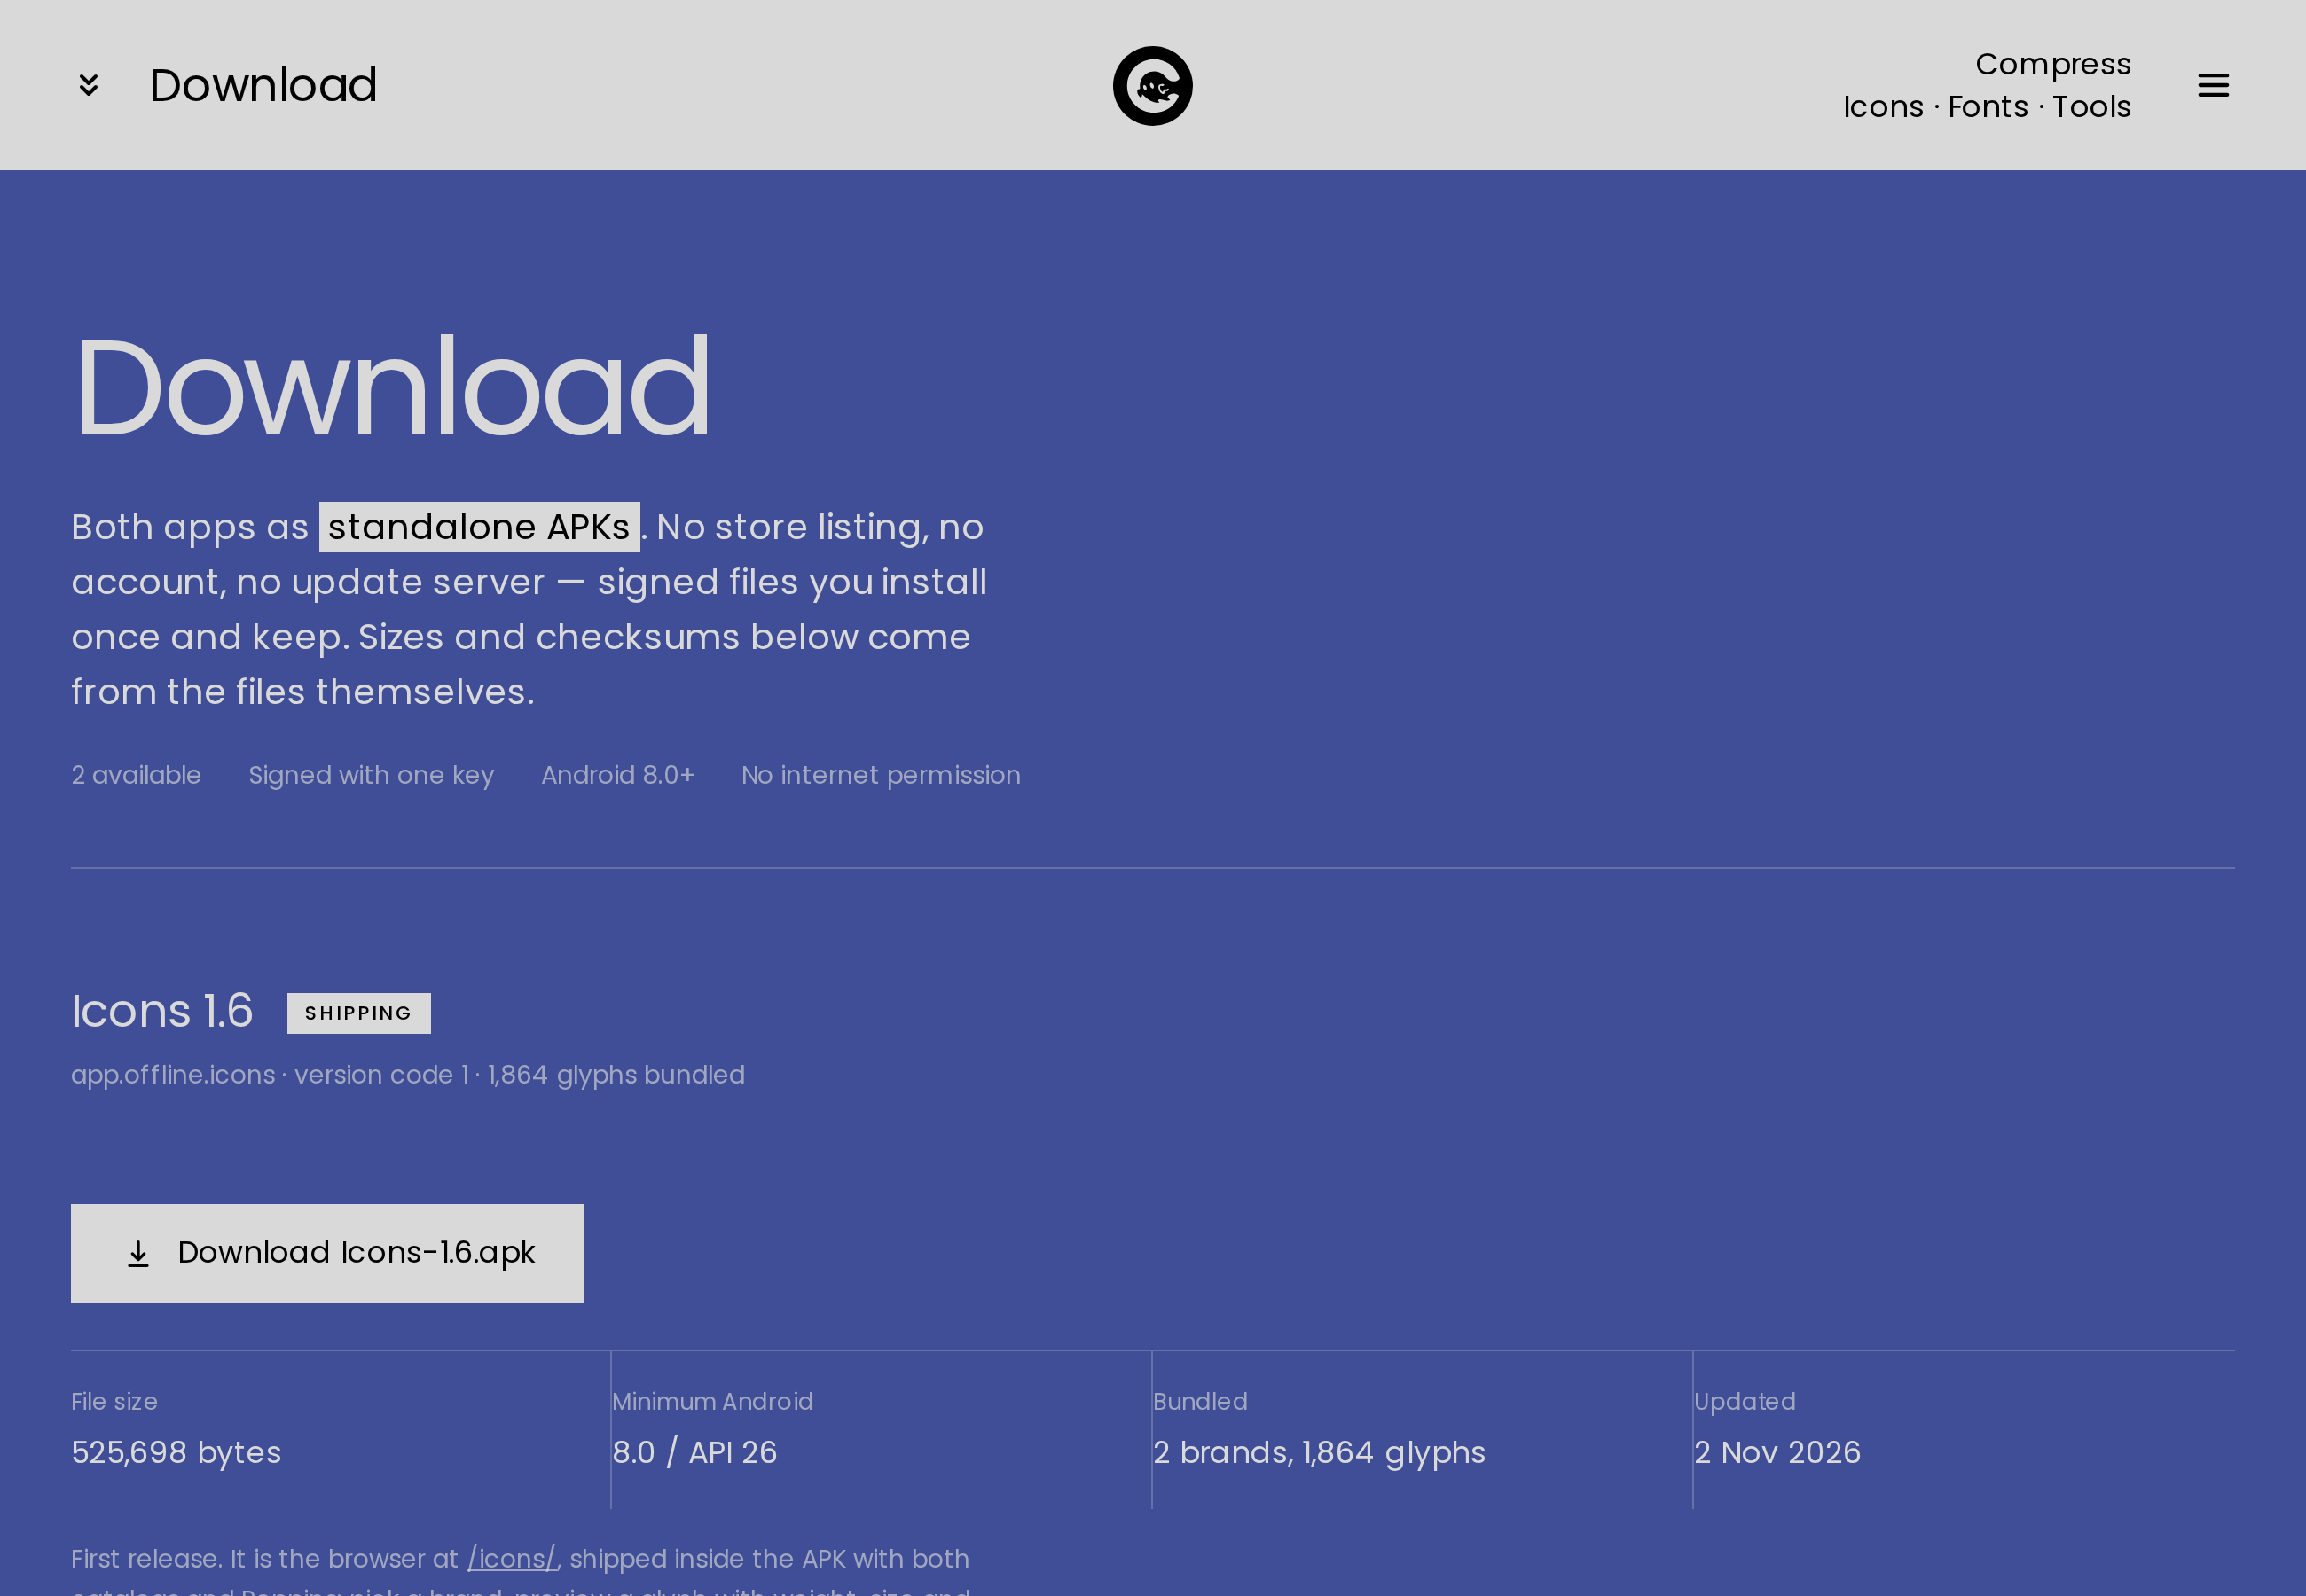 Download
Compress
Icons · Fonts · Tools
Download
Both apps as standalone APKs. No store listing, no
account, no update server — signed files you install
once and keep. Sizes and checksums below come
from the files themselves.
2 available Signed with one key Android 8.0+ No internet permission
Icons 1.6 SHIPPING
app.offline.icons · version code 1 · 1,864 glyphs bundled
Download Icons-1.6.apk
File size Minimum Android Bundled Updated
525,698 bytes 8.0 / API 26 2 brands, 1,864 glyphs 2 Nov 2026
First release. It is the browser at /icons/, shipped inside the APK with both